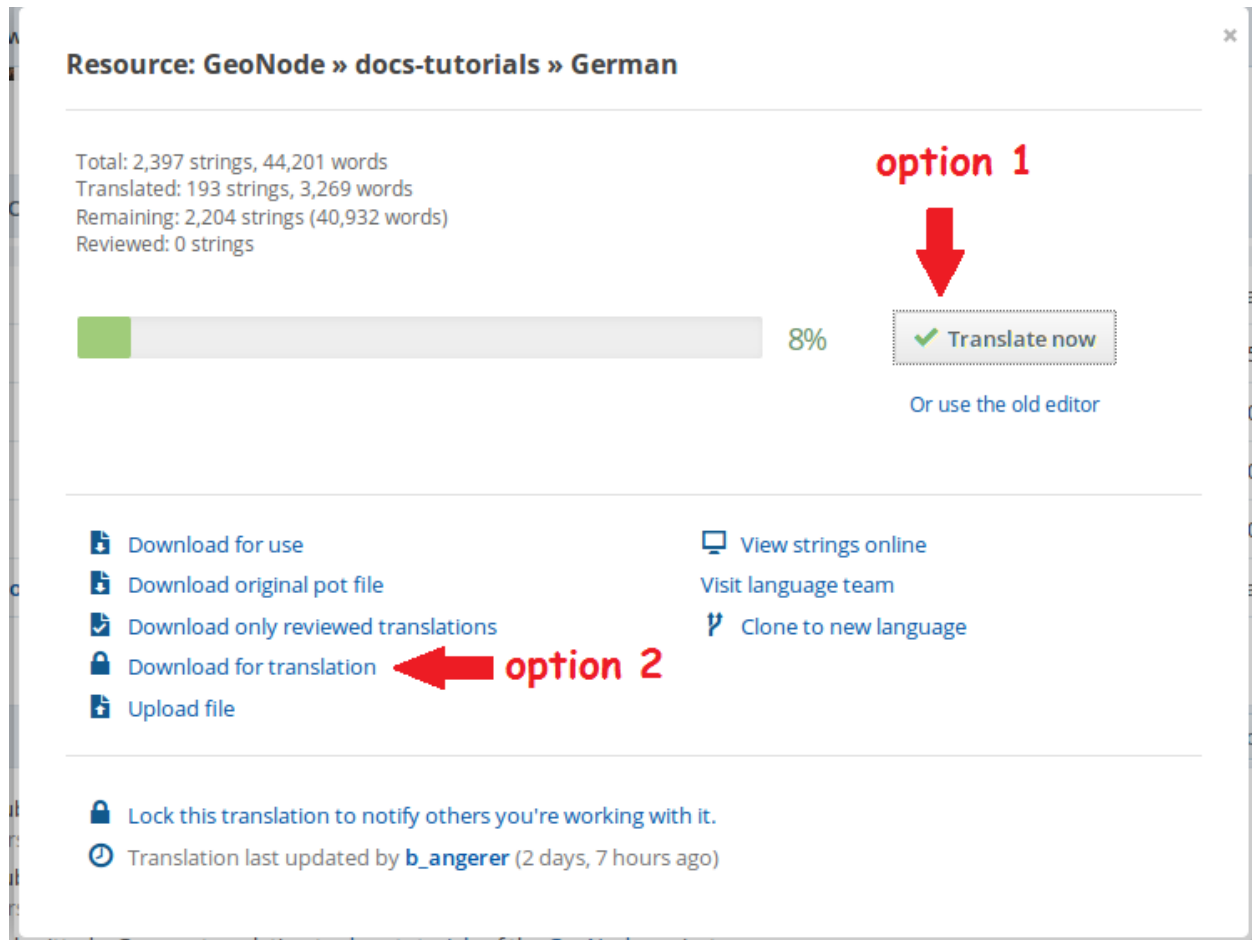 Resource: GeoNode » docs-tutorials » German
Total: 2,397 strings, 44,201 words
Translated: 193 strings, 3,269 words
Remaining: 2,204 strings (40,932 words)
Reviewed: 0 strings
option 1
8%
Translate now
Or use the old editor
Download for use
Download original pot file
Download only reviewed translations
Download for translation
option 2
Upload file
View strings online
Visit language team
Clone to new language
Lock this translation to notify others you're working with it.
Translation last updated by b_angerer (2 days, 7 hours ago)